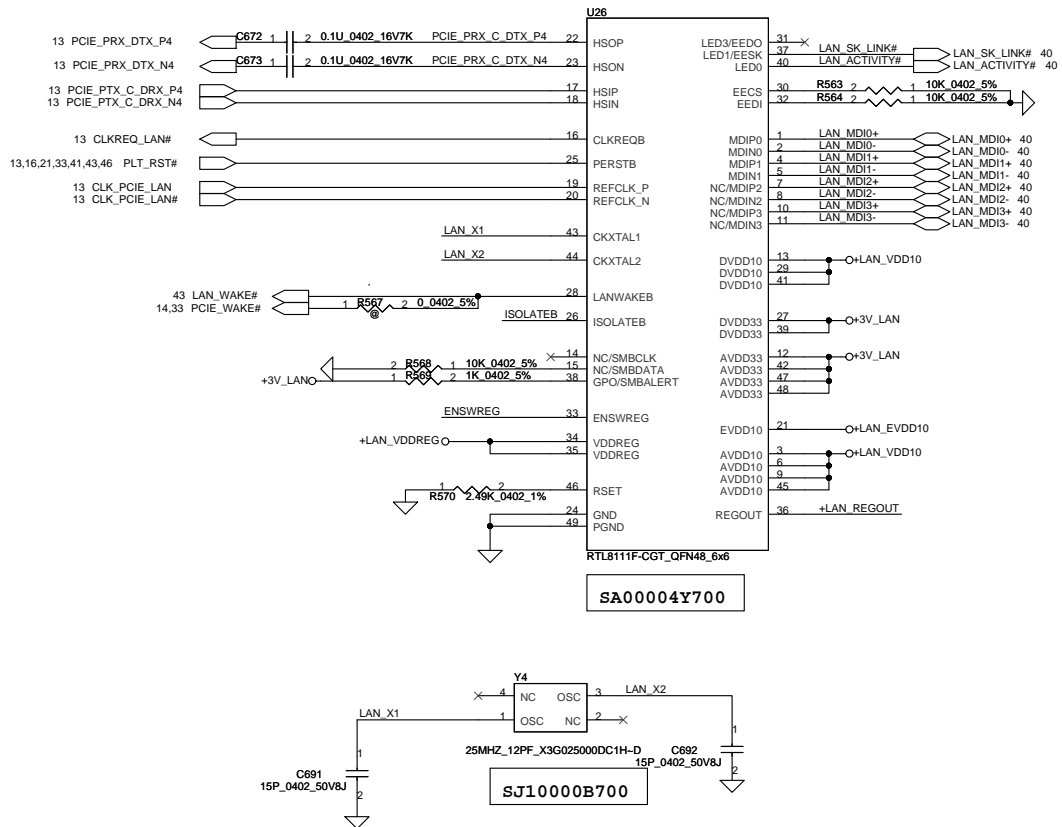 U26
13 PCIE_PRX_DTX_P4 C672 1 2 0.1U_0402_16V7K PCIE_PRX_C_DTX_P4 22 HSOP
13 PCIE_PRX_DTX_N4 C673 1 2 0.1U_0402_16V7K PCIE_PRX_C_DTX_N4 23 HSON
13 PCIE_PTX_C_DRX_P4 17 HSIP
13 PCIE_PTX_C_DRX_N4 18 HSIN
13 CLKREQ_LAN# 16 CLKREQB
13,16,21,33,41,43,46 PLT_RST# 25 PERSTB
13 CLK_PCIE_LAN 19 REFCLK_P
13 CLK_PCIE_LAN# 20 REFCLK_N
LAN_X1 43 CKXTAL1
LAN_X2 44 CKXTAL2
43 LAN_WAKE# 28 LANWAKEB
14,33 PCIE_WAKE# 1 R567 2 0_0402_5%
@
ISOLATEB 26 ISOLATEB
14 NC/SMBCLK
2 R568 1 10K_0402_5% 15 NC/SMBDATA
+3V_LAN 1 R569 2 1K_0402_5% 38 GPO/SMBALERT
ENSWREG 33 ENSWREG
+LAN_VDDREG 34 VDDREG
35 VDDREG
1 2 46 RSET
R570 2.49K_0402_1%
24 GND
49 PGND
LED3/EEDO 31
LED1/EESK 37 LAN_SK_LINK# LAN_SK_LINK# 40
LED0 40 LAN_ACTIVITY# LAN_ACTIVITY# 40
EECS 30 R563 2 1 10K_0402_5%
EEDI 32 R564 2 1 10K_0402_5%
MDIP0 1 LAN_MDI0+ LAN_MDI0+ 40
MDIN0 2 LAN_MDI0- LAN_MDI0- 40
MDIP1 4 LAN_MDI1+ LAN_MDI1+ 40
MDIN1 5 LAN_MDI1- LAN_MDI1- 40
NC/MDIP2 7 LAN_MDI2+ LAN_MDI2+ 40
NC/MDIN2 8 LAN_MDI2- LAN_MDI2- 40
NC/MDIP3 10 LAN_MDI3+ LAN_MDI3+ 40
NC/MDIN3 11 LAN_MDI3- LAN_MDI3- 40
DVDD10 13 +LAN_VDD10
DVDD10 29
DVDD10 41
DVDD33 27 +3V_LAN
DVDD33 39
AVDD33 12 +3V_LAN
AVDD33 42
AVDD33 47
AVDD33 48
EVDD10 21 +LAN_EVDD10
AVDD10 3 +LAN_VDD10
AVDD10 6
AVDD10 9
AVDD10 45
REGOUT 36 +LAN_REGOUT
RTL8111F-CGT_QFN48_6x6
SA00004Y700
Y4
4 NC OSC 3 LAN_X2
LAN_X1 1 OSC NC 2
25MHZ_12PF_X3G025000DC1H~D
C691 1 2
15P_0402_50V8J
C692 1 2
15P_0402_50V8J
SJ10000B700